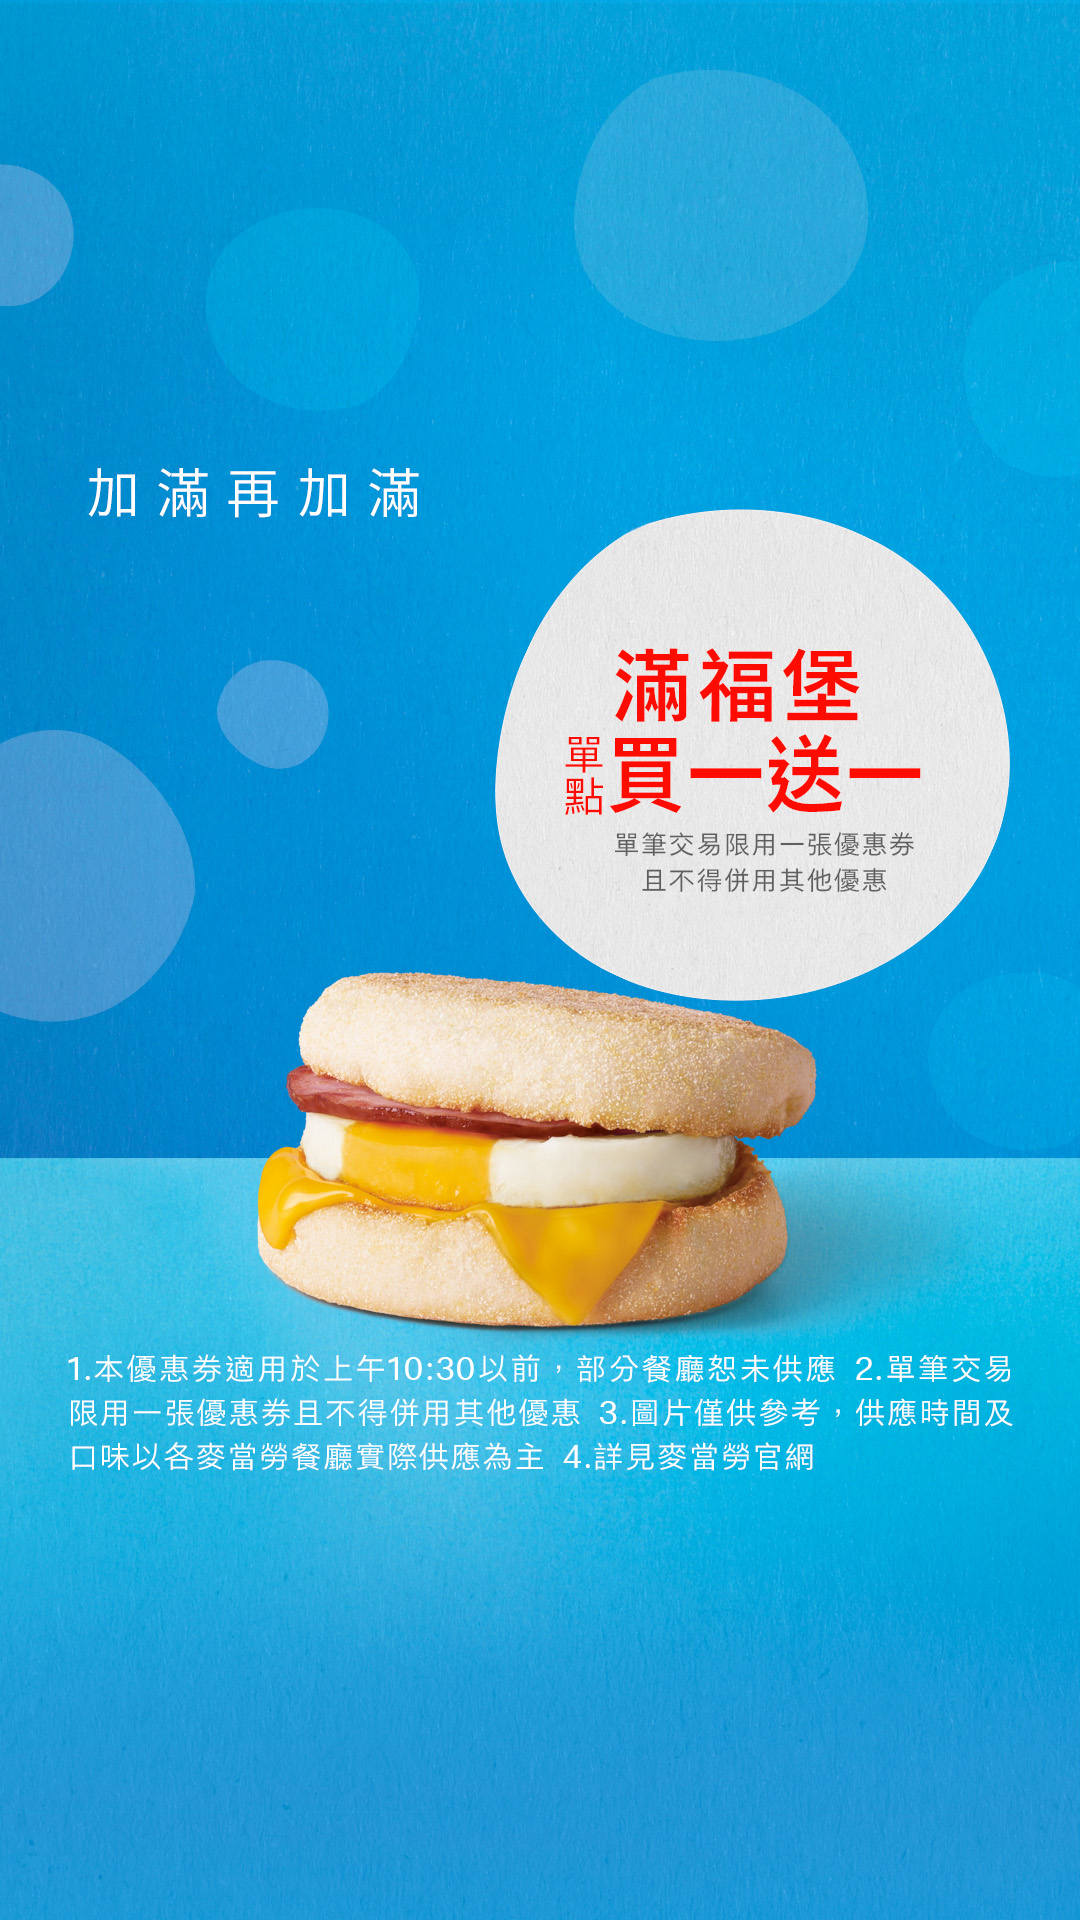 加滿再加滿
滿福堡
單點買一送一
單筆交易限用一張優惠券
且不得併用其他優惠
1.本優惠券適用於上午10:30以前，部分餐廳恕未供應 2.單筆交易
限用一張優惠券且不得併用其他優惠 3.圖片僅供參考，供應時間及
口味以各麥當勞餐廳實際供應為主 4.詳見麥當勞官網